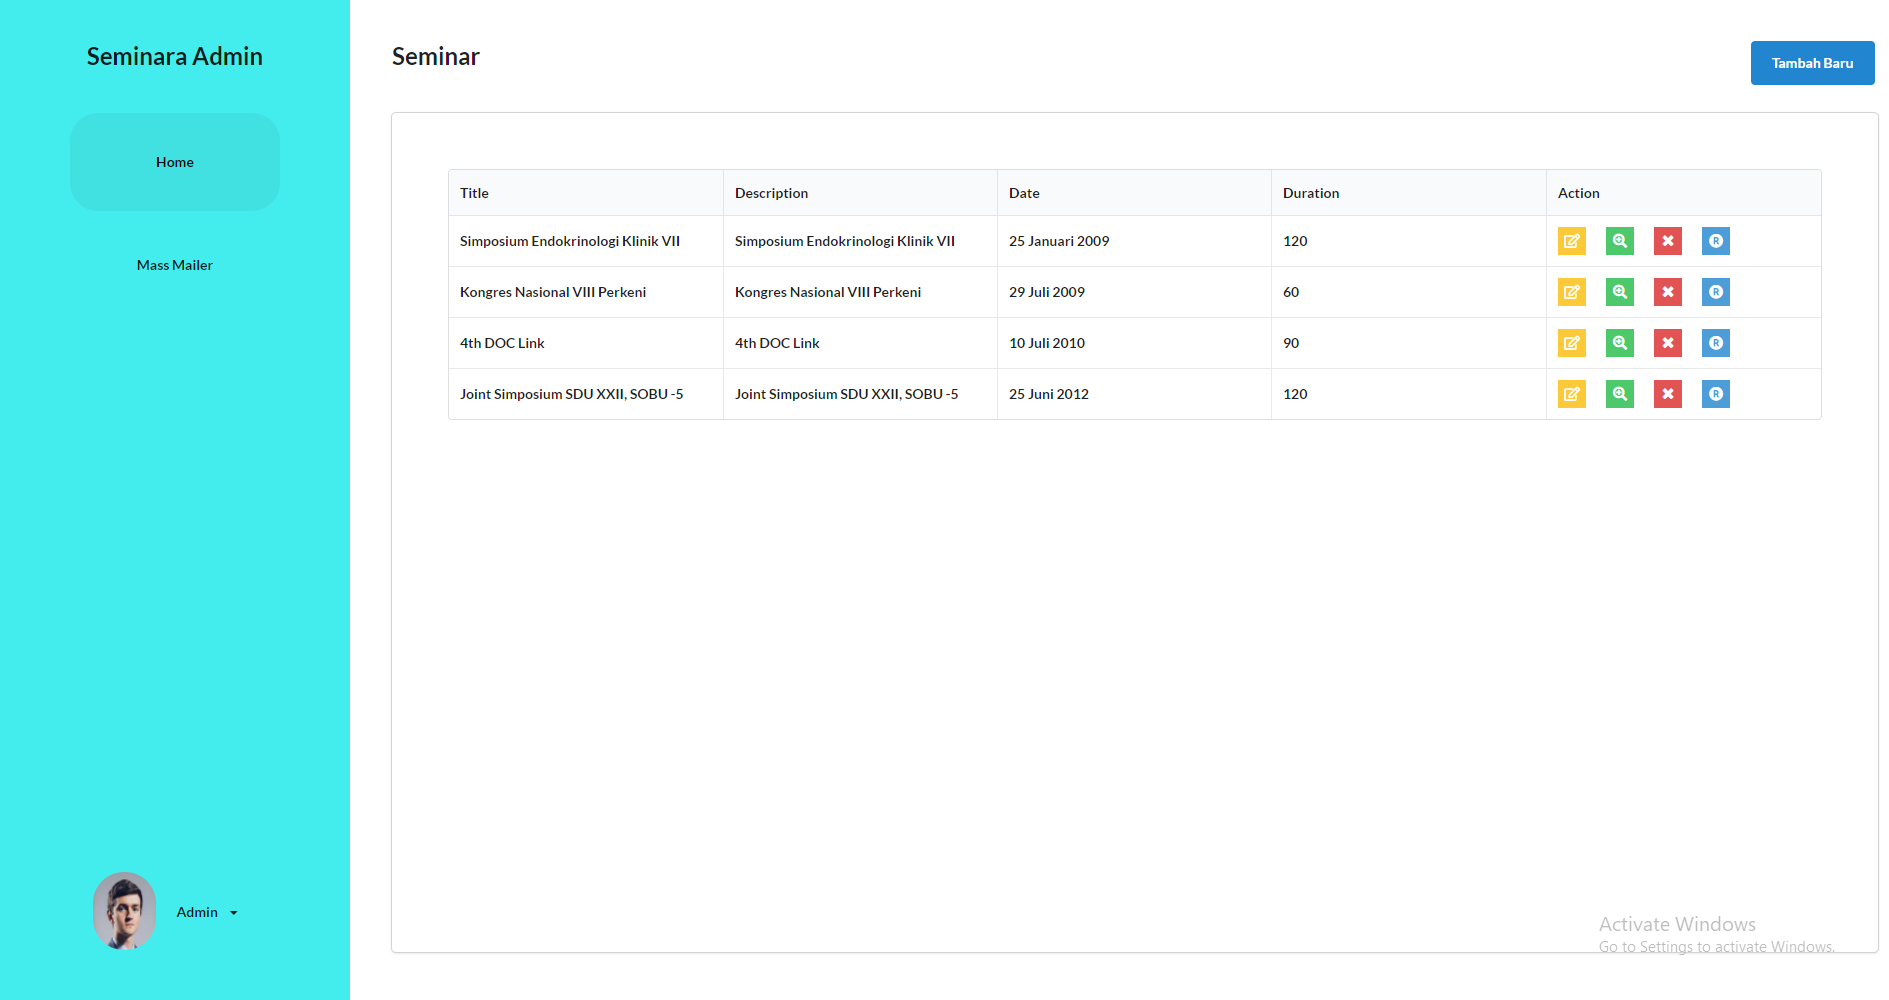 Seminara Admin
Home
Mass Mailer
Admin
Seminar
Tambah Baru
Title Description Date Duration Action
Simposium Endokrinologi Klinik VII Simposium Endokrinologi Klinik VII 25 Januari 2009 120 R
Kongres Nasional VIII Perkeni Kongres Nasional VIII Perkeni 29 Juli 2009 60 R
4th DOC Link 4th DOC Link 10 Juli 2010 90 R
Joint Simposium SDU XXII, SOBU -5 Joint Simposium SDU XXII, SOBU -5 25 Juni 2012 120 R
Activate Windows
Go to Settings to activate Windows.